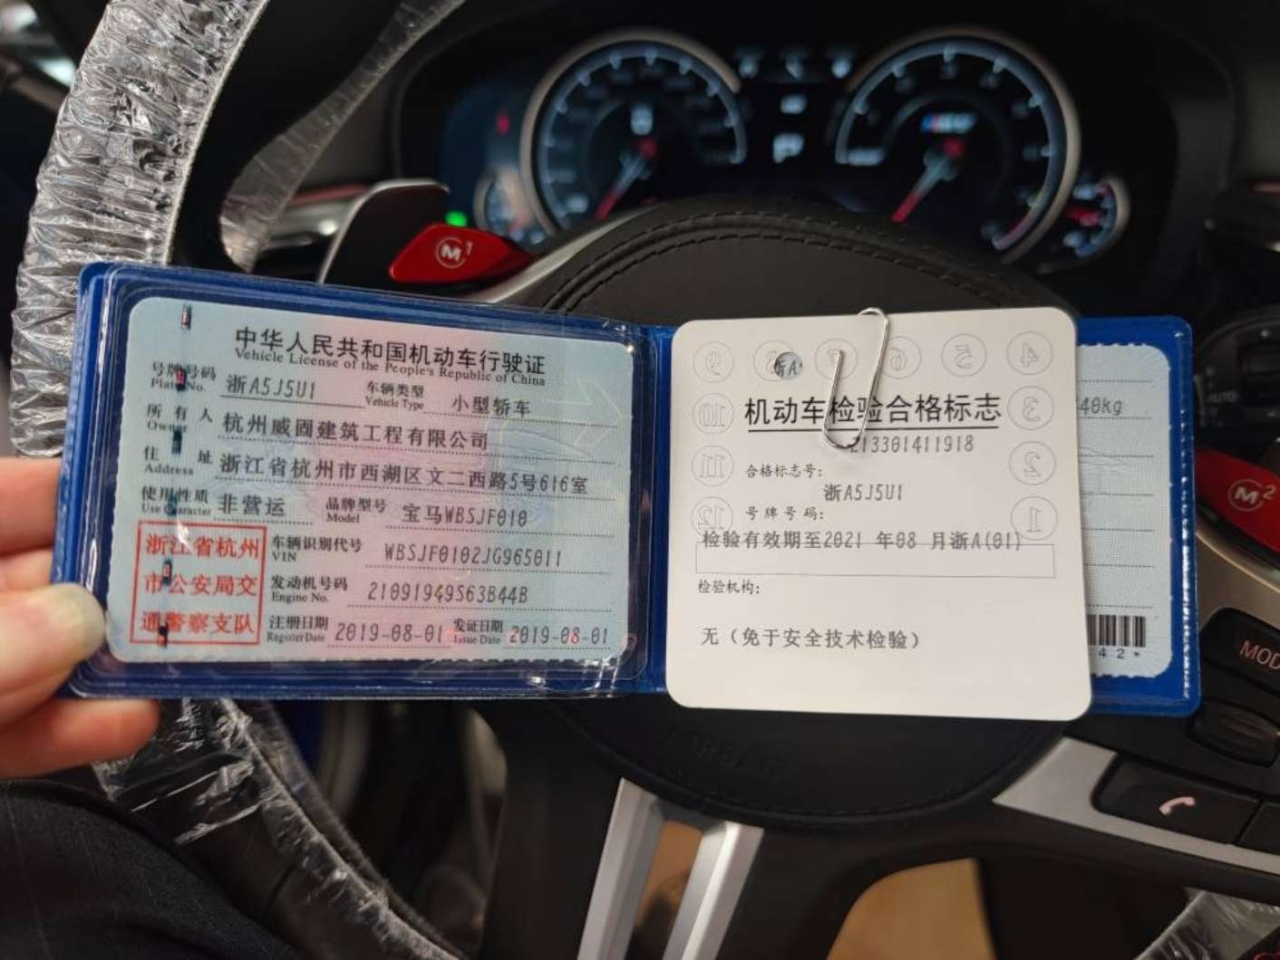 中华人民共和国机动车行驶证
Vehicle License of the People's Republic of China
号牌号码 浙A5J5U1 车辆类型 小型轿车
Plate No. Vehicle Type
所有人 杭州威固建筑工程有限公司
Owner
住址 浙江省杭州市西湖区文二西路5号616室
Address
使用性质 非营运 品牌型号 宝马WBSJF010
Use Character Model
浙江省杭州
市公安局交
通警察支队
车辆识别代号 WBSJF0102JG965011
VIN
发动机号码 21091949S63B44B
Engine No.
注册日期 2019-08-01 发证日期 2019-08-01
Register Date Issue Date
浙A
机动车检验合格标志
213301411918
合格标志号:
浙A5J5U1
号牌号码:
检验有效期至2021 年08 月浙A(01)
检验机构:
无(免于安全技术检验)
9
8
7
6
5
4
10
3
11
2
12
1
40kg
42*
M1
M2
P
AUTO
MOD